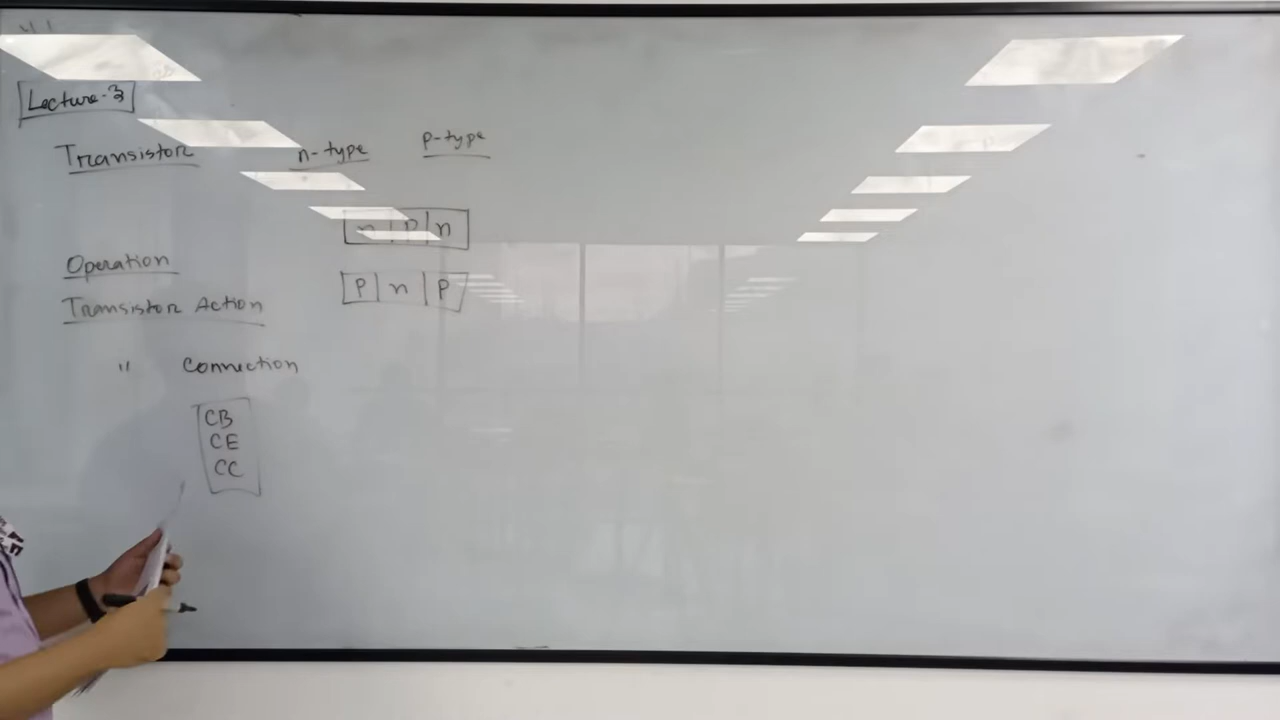 Lecture-3
Transistor n-type P-type
n | P | n
Operation
P | n | P
Transistor Action
" Connection
CB
CE
CC